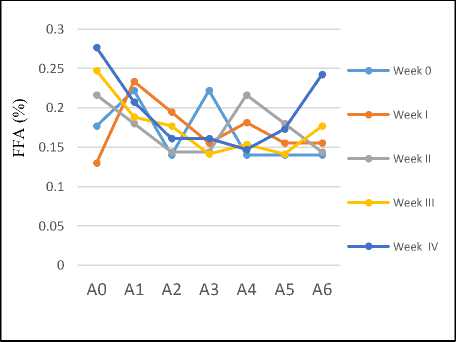 FFA (%)
0.3
0.25
0.2
0.15
0.1
0.05
0
A0 A1 A2 A3 A4 A5 A6
Week 0
Week I
Week II
Week III
Week IV